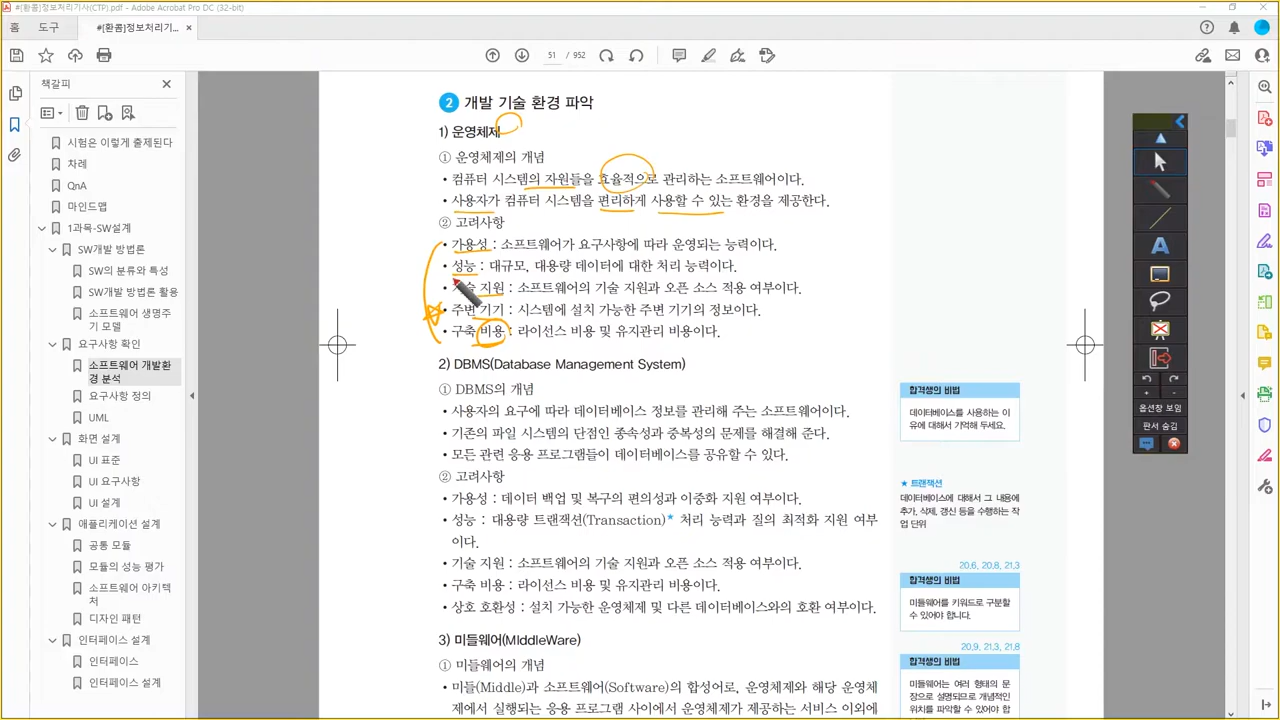 #[환콤]정보처리기사(CTP).pdf - Adobe Acrobat Pro DC (32-bit)
홈
도구
#[환콤]정보처리기...
51 / 952
책갈피
시험은 이렇게 출제된다
차례
QnA
마인드맵
1과목-SW설계
SW개발 방법론
SW의 분류와 특성
SW개발 방법론 활용
소프트웨어 생명주
기 모델
요구사항 확인
소프트웨어 개발환
경 분석
요구사항 정의
UML
화면 설계
UI 표준
UI 요구사항
UI 설계
애플리케이션 설계
공통 모듈
모듈의 성능 평가
소프트웨어 아키텍
처
디자인 패턴
인터페이스 설계
인터페이스
인터페이스 설계
2 개발 기술 환경 파악
1) 운영체제
① 운영체제의 개념
• 컴퓨터 시스템의 자원들을 효율적으로 관리하는 소프트웨어이다.
• 사용자가 컴퓨터 시스템을 편리하게 사용할 수 있는 환경을 제공한다.
② 고려사항
• 가용성 : 소프트웨어가 요구사항에 따라 운영되는 능력이다.
• 성능 : 대규모, 대용량 데이터에 대한 처리 능력이다.
• 기술 지원 : 소프트웨어의 기술 지원과 오픈 소스 적용 여부이다.
• 주변 기기 : 시스템에 설치 가능한 주변 기기의 정보이다.
• 구축 비용 : 라이선스 비용 및 유지관리 비용이다.
2) DBMS(Database Management System)
① DBMS의 개념
• 사용자의 요구에 따라 데이터베이스 정보를 관리해 주는 소프트웨어이다.
• 기존의 파일 시스템의 단점인 종속성과 중복성의 문제를 해결해 준다.
• 모든 관련 응용 프로그램들이 데이터베이스를 공유할 수 있다.
② 고려사항
• 가용성 : 데이터 백업 및 복구의 편의성과 이중화 지원 여부이다.
• 성능 : 대용량 트랜잭션(Transaction)★ 처리 능력과 질의 최적화 지원 여부
이다.
• 기술 지원 : 소프트웨어의 기술 지원과 오픈 소스 적용 여부이다.
• 구축 비용 : 라이선스 비용 및 유지관리 비용이다.
• 상호 호환성 : 설치 가능한 운영체제 및 다른 데이터베이스와의 호환 여부이다.
3) 미들웨어(MIddleWare)
① 미들웨어의 개념
• 미들(Middle)과 소프트웨어(Software)의 합성어로, 운영체제와 해당 운영체
제에서 실행되는 응용 프로그램 사이에서 운영체제가 제공하는 서비스 이외에
합격생의 비법
데이터베이스를 사용하는 이
유에 대해서 기억해 두세요.
★ 트랜잭션
데이터베이스에 대해서 그 내용에
추가, 삭제, 갱신 등을 수행하는 작
업 단위
20.6, 20.8, 21.3
합격생의 비법
미들웨어를 키워드로 구분할
수 있어야 합니다.
20.9, 21.3, 21.8
합격생의 비법
미들웨어는 여러 형태의 문
장으로 설명되므로 개념적인
위치를 파악할 수 있어야 합
A
+ -
옵션창 보임
판서 숨김